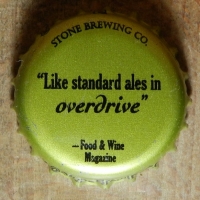 STONE BREWING CO.
“Like standard ales in
overdrive”
—Food & Wine
Magazine